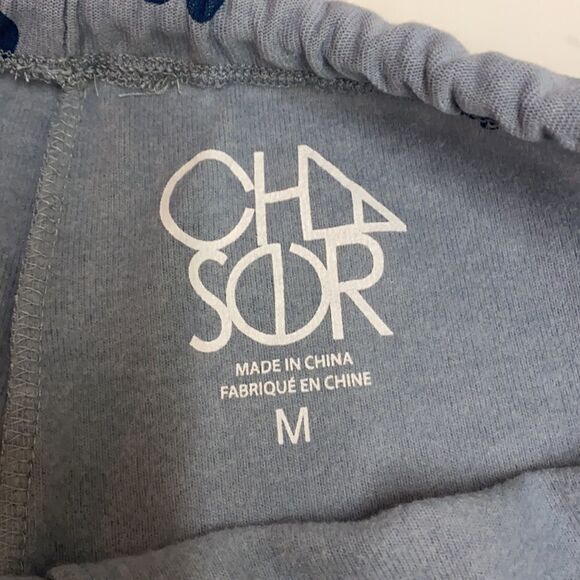 CHA
SER
MADE IN CHINA
FABRIQUÉ EN CHINE
M